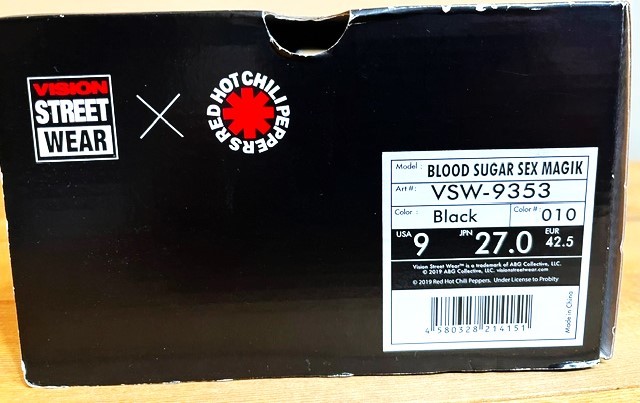 VISION
STREET
WEAR
RED HOT CHILI PEPPERS
Model : BLOOD SUGAR SEX MAGIK
Art #: VSW-9353
Color : Black Color # : 010
USA 9 JPN 27.0 EUR 42.5
Vision Street Wear™ is a trademark of ABG Collective, LLC.
© 2019 ABG Collective, LLC. visionstreetwear.com
© 2019 Red Hot Chili Peppers. Under License to Probity
4 580328 214151
Made in China